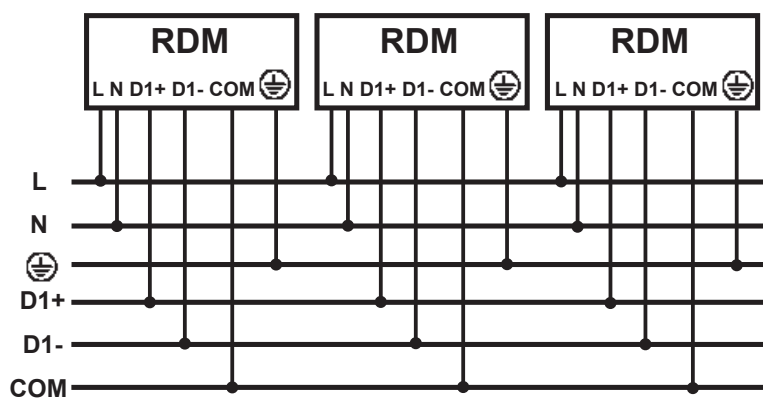 RDM RDM RDM
L N D1+ D1- COM L N D1+ D1- COM L N D1+ D1- COM
L
N
D1+
D1-
COM